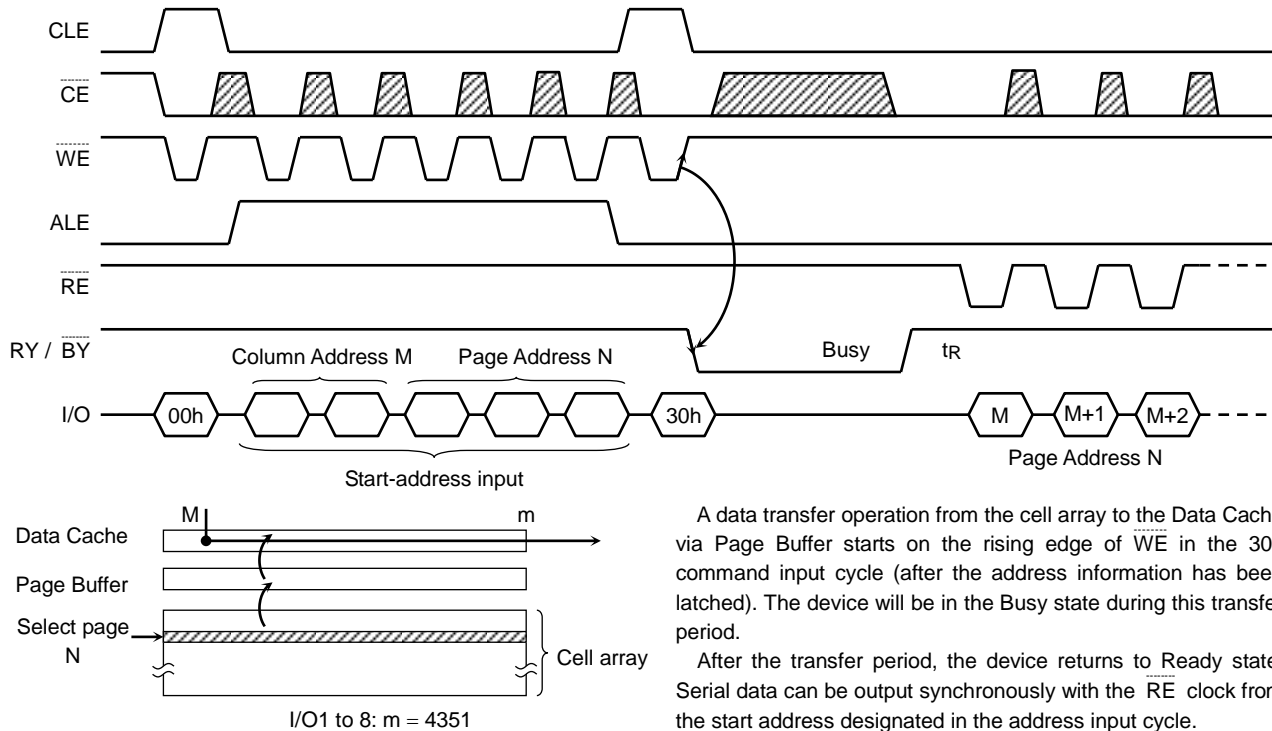 CLE
CE
WE
ALE
RE
RY / BY
Busy tR
Column Address M Page Address N
I/O 00h 30h M M+1 M+2
Page Address N
Start-address input
M m
Data Cache
Page Buffer
Select page
N
Cell array
I/O1 to 8: m = 4351
A data transfer operation from the cell array to the Data Cach
via Page Buffer starts on the rising edge of WE in the 30
command input cycle (after the address information has bee
latched). The device will be in the Busy state during this transfe
period.
After the transfer period, the device returns to Ready state
Serial data can be output synchronously with the RE clock from
the start address designated in the address input cycle.